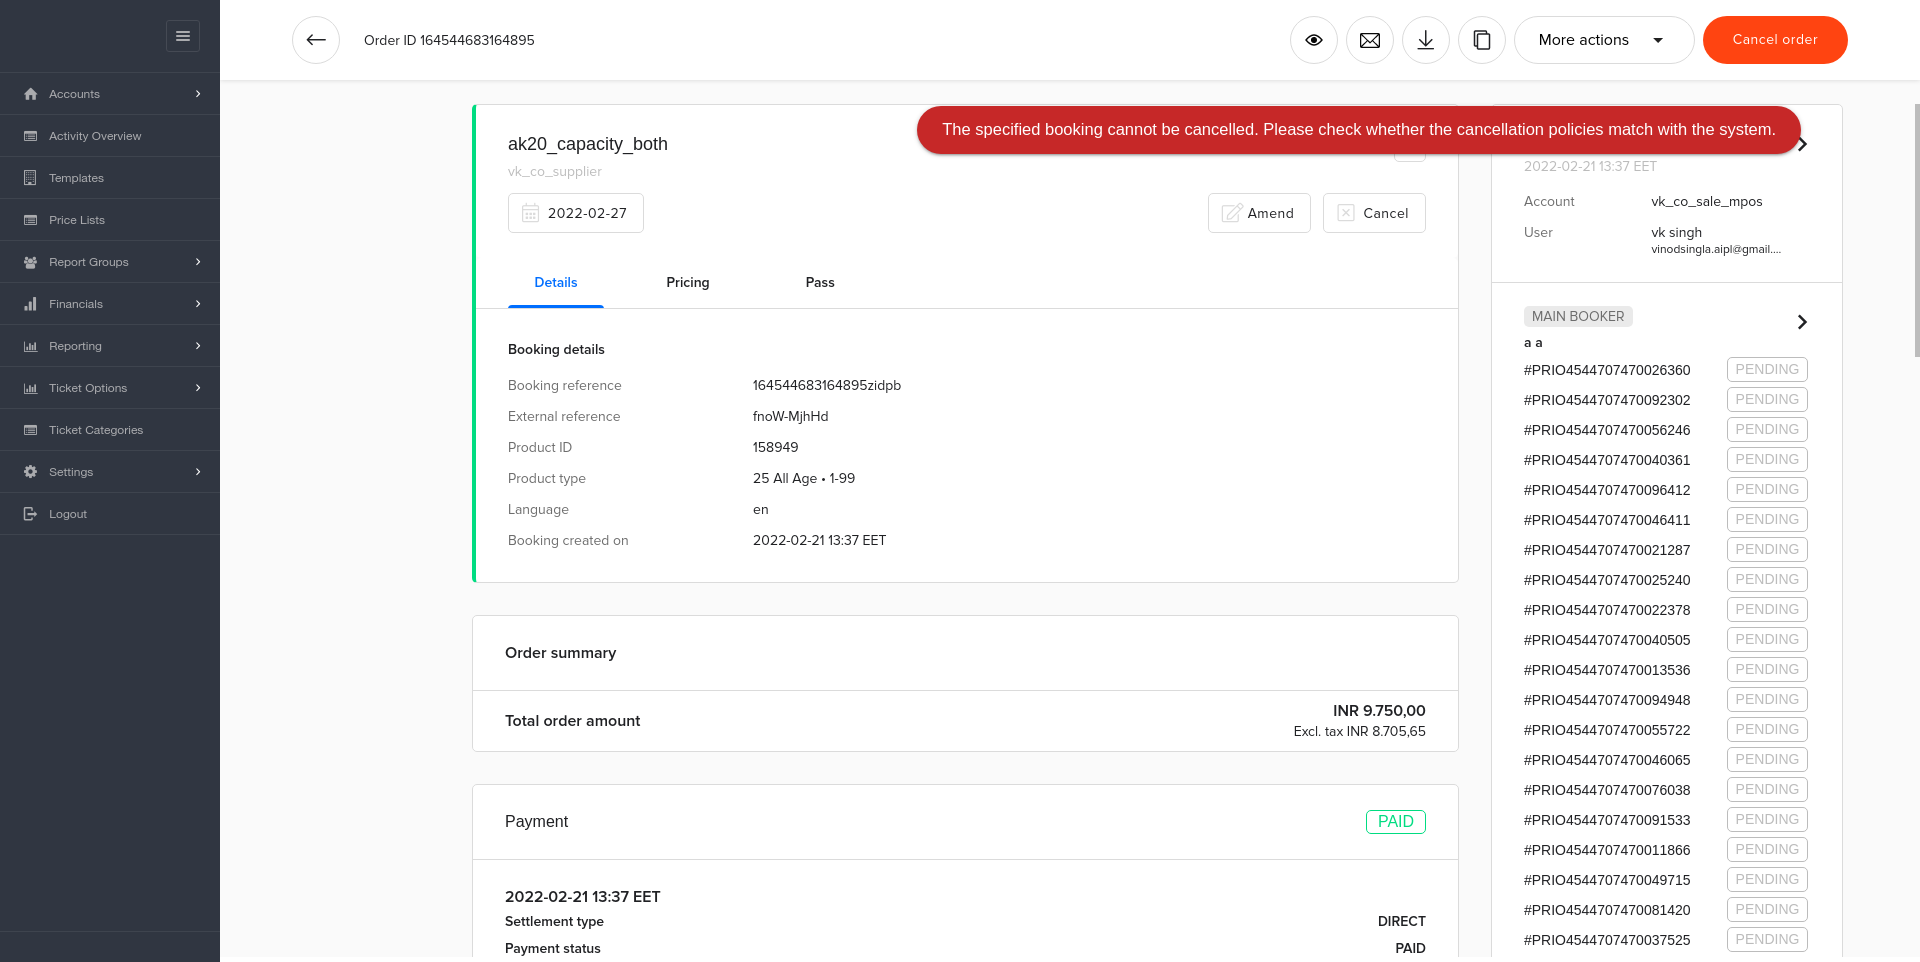 Order ID 164544683164895
More actions
Cancel order
Accounts
Activity Overview
Templates
Price Lists
Report Groups
Financials
Reporting
Ticket Options
Ticket Categories
Settings
Logout
The specified booking cannot be cancelled. Please check whether the cancellation policies match with the system.
ak20_capacity_both
vk_co_supplier
2022-02-27
Amend
Cancel
Details
Pricing
Pass
Booking details
Booking reference 164544683164895zidpb
External reference fnoW-MjhHd
Product ID 158949
Product type 25 All Age • 1-99
Language en
Booking created on 2022-02-21 13:37 EET
Order summary
Total order amount INR 9.750,00
Excl. tax INR 8.705,65
Payment PAID
2022-02-21 13:37 EET
Settlement type DIRECT
Payment status PAID
2022-02-21 13:37 EET
Account vk_co_sale_mpos
User vk singh
vinodsingla.aipl@gmail....
MAIN BOOKER
a a
#PRIO4544707470026360 PENDING
#PRIO4544707470092302 PENDING
#PRIO4544707470056246 PENDING
#PRIO4544707470040361 PENDING
#PRIO4544707470096412 PENDING
#PRIO4544707470046411 PENDING
#PRIO4544707470021287 PENDING
#PRIO4544707470025240 PENDING
#PRIO4544707470022378 PENDING
#PRIO4544707470040505 PENDING
#PRIO4544707470013536 PENDING
#PRIO4544707470094948 PENDING
#PRIO4544707470055722 PENDING
#PRIO4544707470046065 PENDING
#PRIO4544707470076038 PENDING
#PRIO4544707470091533 PENDING
#PRIO4544707470011866 PENDING
#PRIO4544707470049715 PENDING
#PRIO4544707470081420 PENDING
#PRIO4544707470037525 PENDING